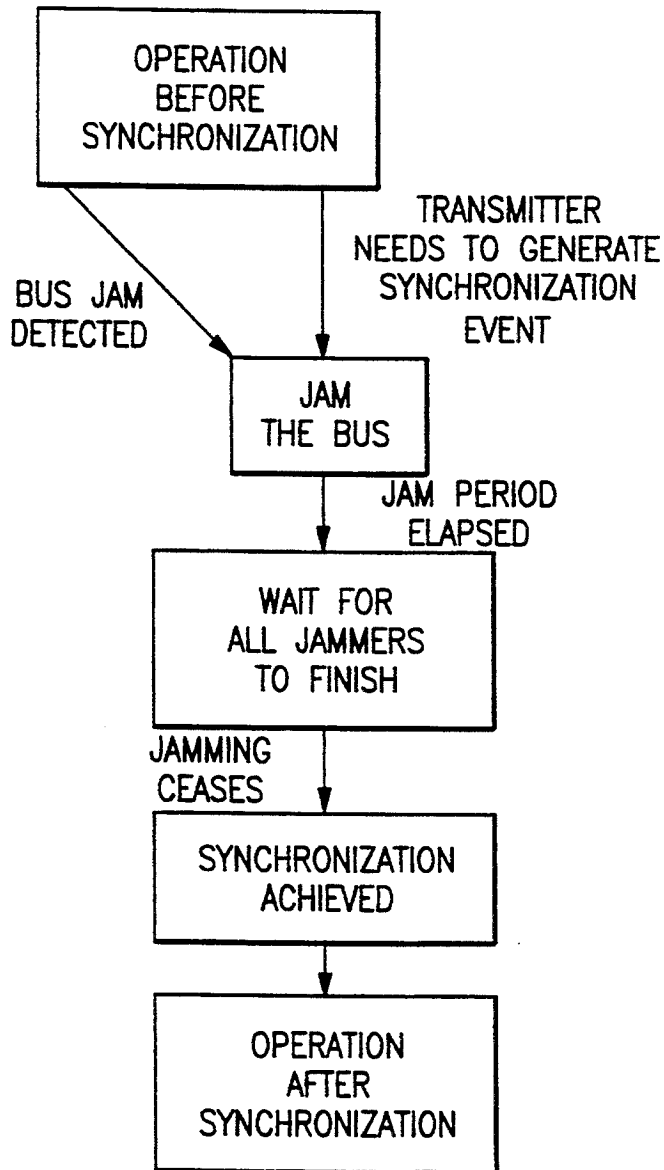 OPERATION
BEFORE
SYNCHRONIZATION
TRANSMITTER
NEEDS TO GENERATE
SYNCHRONIZATION
EVENT
BUS JAM
DETECTED
JAM
THE BUS
JAM PERIOD
ELAPSED
WAIT FOR
ALL JAMMERS
TO FINISH
JAMMING
CEASES
SYNCHRONIZATION
ACHIEVED
OPERATION
AFTER
SYNCHRONIZATION